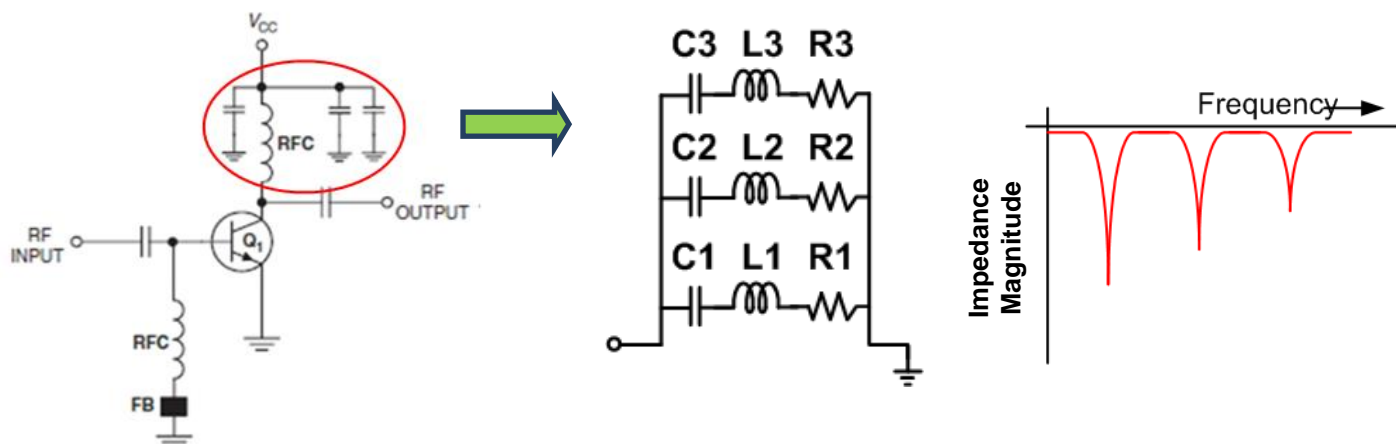 VCC
RFC
RF
OUTPUT
RF
INPUT
Q1
RFC
FB
C3 L3 R3
C2 L2 R2
C1 L1 R1
Frequency
Impedance
Magnitude